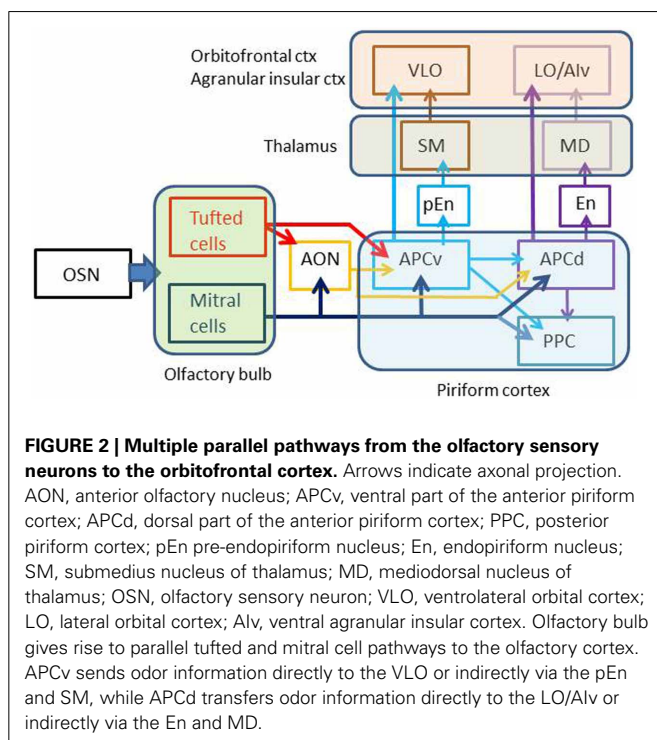 Orbitofrontal ctx
Agranular insular ctx
VLO
LO/AIv
Thalamus
SM
MD
pEn
En
Tufted
cells
AON
APCv
APCd
OSN
Mitral
cells
PPC
Olfactory bulb
Piriform cortex
FIGURE 2 | Multiple parallel pathways from the olfactory sensory
neurons to the orbitofrontal cortex. Arrows indicate axonal projection.
AON, anterior olfactory nucleus; APCv, ventral part of the anterior piriform
cortex; APCd, dorsal part of the anterior piriform cortex; PPC, posterior
piriform cortex; pEn pre-endopiriform nucleus; En, endopiriform nucleus;
SM, submedius nucleus of thalamus; MD, mediodorsal nucleus of
thalamus; OSN, olfactory sensory neuron; VLO, ventrolateral orbital cortex;
LO, lateral orbital cortex; AIv, ventral agranular insular cortex. Olfactory bulb
gives rise to parallel tufted and mitral cell pathways to the olfactory cortex.
APCv sends odor information directly to the VLO or indirectly via the pEn
and SM, while APCd transfers odor information directly to the LO/AIv or
indirectly via the En and MD.